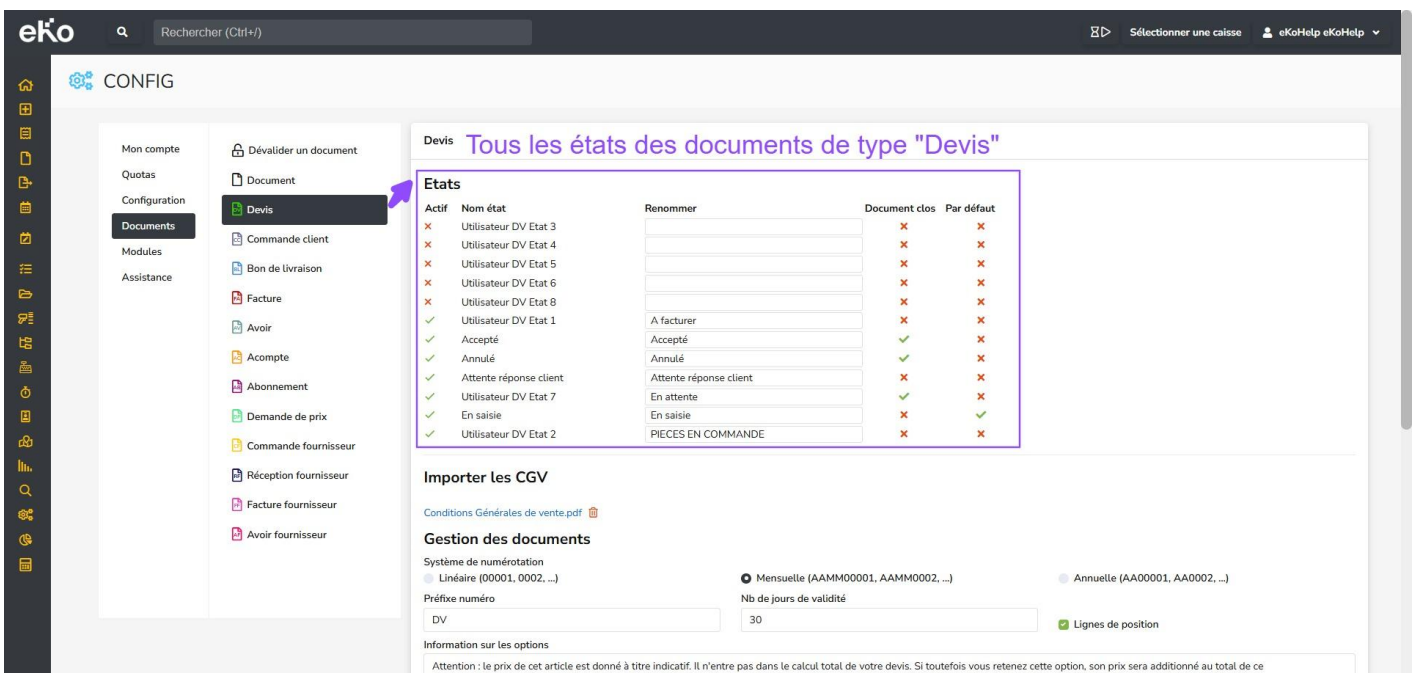 eKo
Rechercher (Ctrl+/)
Sélectionner une caisse
eKoHelp eKoHelp
CONFIG
Mon compte
Quotas
Configuration
Documents
Modules
Assistance
Dévalider un document
Document
Devis
Commande client
Bon de livraison
Facture
Avoir
Acompte
Abonnement
Demande de prix
Commande fournisseur
Réception fournisseur
Facture fournisseur
Avoir fournisseur
Devis
Tous les états des documents de type "Devis"
Etats
Actif Nom état Renommer Document clos Par défaut
Utilisateur DV Etat 3
Utilisateur DV Etat 4
Utilisateur DV Etat 5
Utilisateur DV Etat 6
Utilisateur DV Etat 8
Utilisateur DV Etat 1 A facturer
Accepté Accepté
Annulé Annulé
Attente réponse client Attente réponse client
Utilisateur DV Etat 7 En attente
En saisie En saisie
Utilisateur DV Etat 2 PIECES EN COMMANDE
Importer les CGV
Conditions Générales de vente.pdf
Gestion des documents
Système de numérotation
Linéaire (00001, 0002, ...) Mensuelle (AAMM00001, AAMM0002, ...) Annuelle (AA00001, AA0002, ...)
Préfixe numéro Nb de jours de validité
DV 30 Lignes de position
Information sur les options
Attention : le prix de cet article est donné à titre indicatif. Il n'entre pas dans le calcul total de votre devis. Si toutefois vous retenez cette option, son prix sera additionné au total de ce